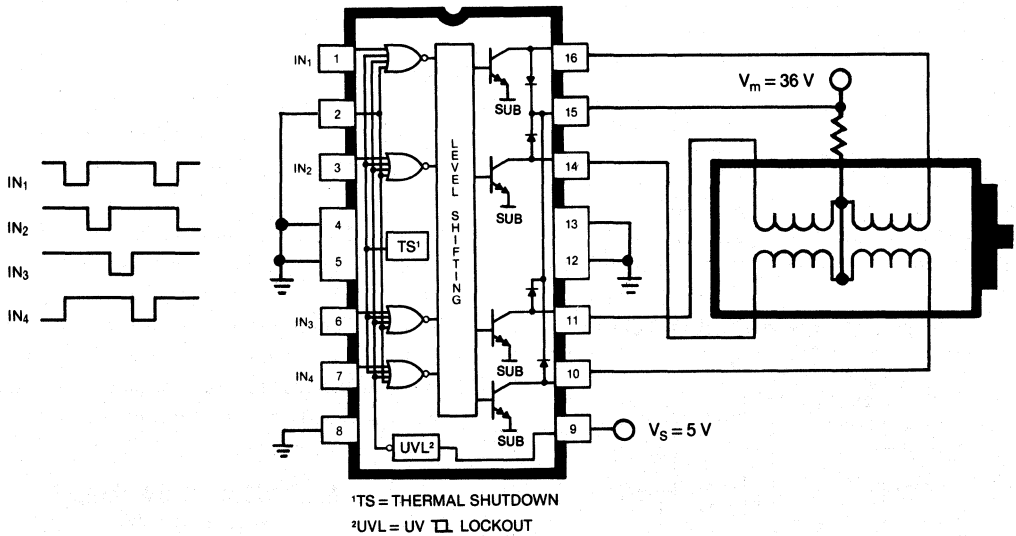 IN₁
IN₂
IN₃
IN₄
IN₁
1
2
IN₂
3
4
5
IN₃
6
IN₄
7
8
TS¹
UVL²
LEVEL SHIFTING
SUB
SUB
SUB
SUB
16
15
14
13
12
11
10
9
Vₘ = 36 V
V_S = 5 V
¹TS = THERMAL SHUTDOWN
²UVL = UV LOCKOUT